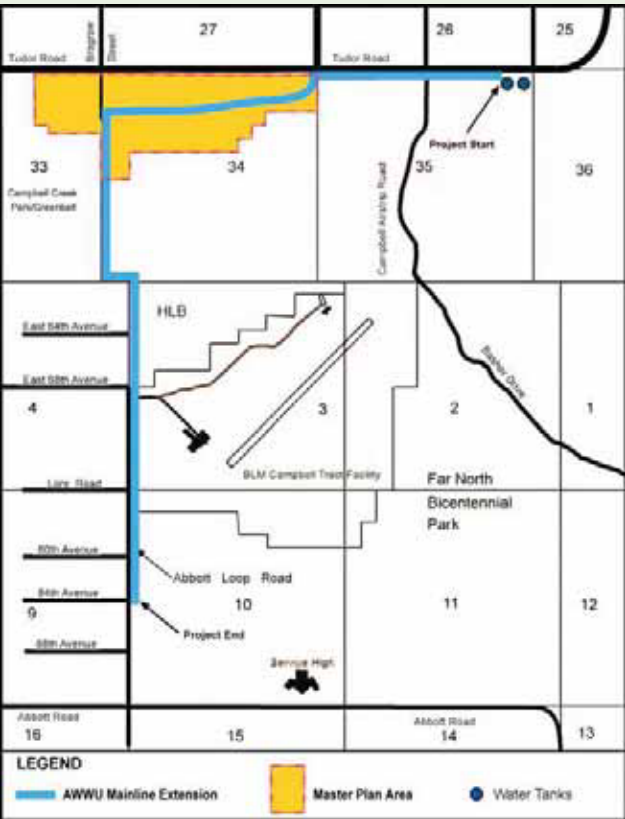 27
26
25
Tudor Road
Bragrow
Street
Tudor Road
Project Start
33
34
35
36
Campbell Creek
Park/Greenbelt
Campbell Airstrip Road
HLB
East 64th Avenue
East 68th Avenue
4
3
2
1
Basher Drive
BLM Campbell Tract Facility
Far North
Bicentennial
Park
Lore Road
80th Avenue
Abbott Loop Road
84th Avenue
9
10
11
12
Project End
88th Avenue
Service High
Abbott Road
16
15
Abbott Road
14
13
LEGEND
AWWU Mainline Extension
Master Plan Area
Water Tanks